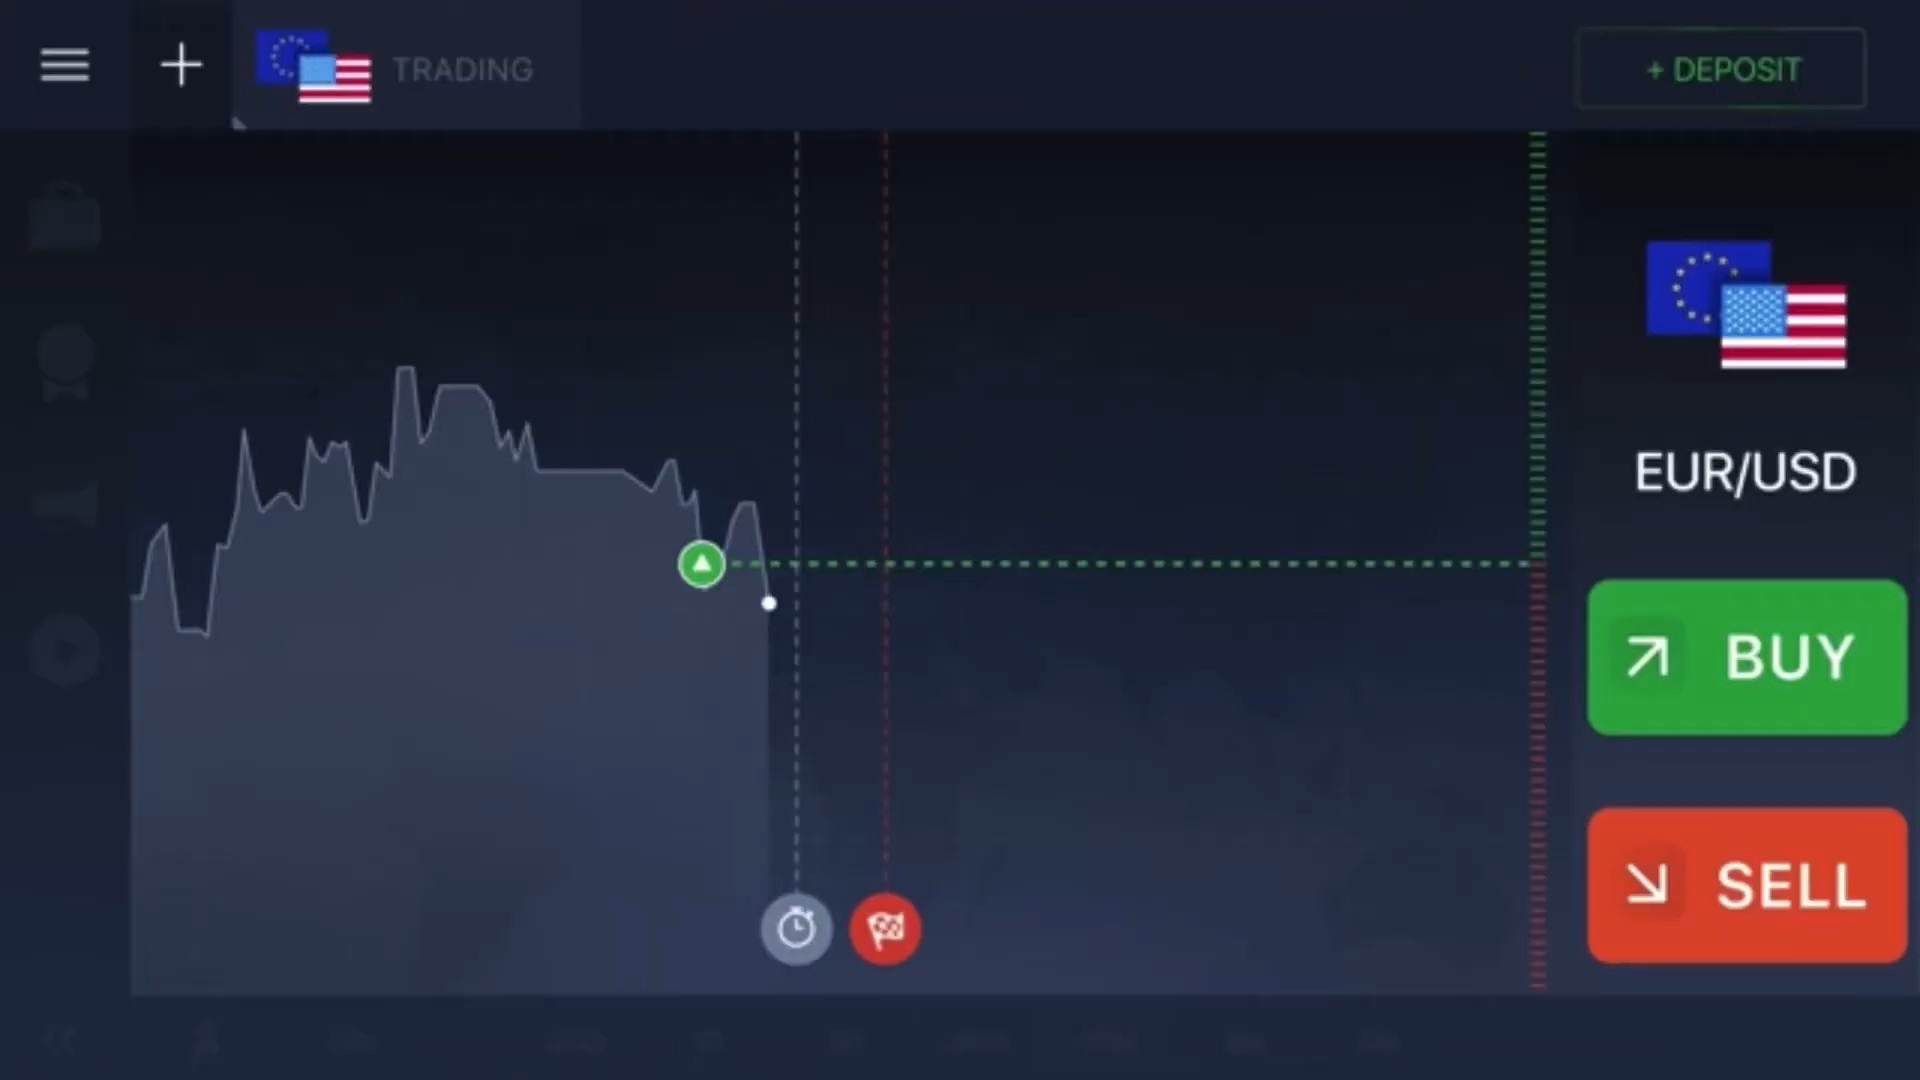 TRADING
+ DEPOSIT
EUR/USD
BUY
SELL